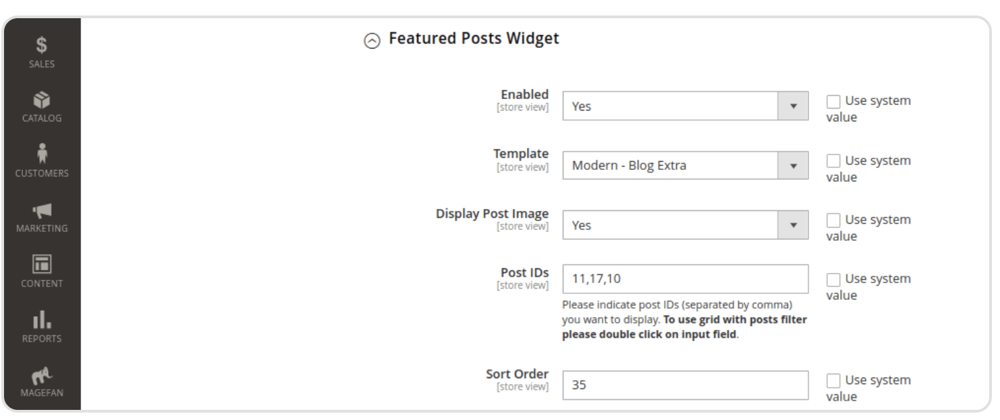 $
SALES
CATALOG
CUSTOMERS
MARKETING
CONTENT
REPORTS
MAGEFAN
Featured Posts Widget
Enabled
[store view]
Yes
Use system
value
Template
[store view]
Modern - Blog Extra
Use system
value
Display Post Image
[store view]
Yes
Use system
value
Post IDs
[store view]
11,17,10
Use system
value
Please indicate post IDs (separated by comma)
you want to display. To use grid with posts filter
please double click on input field.
Sort Order
[store view]
35
Use system
value